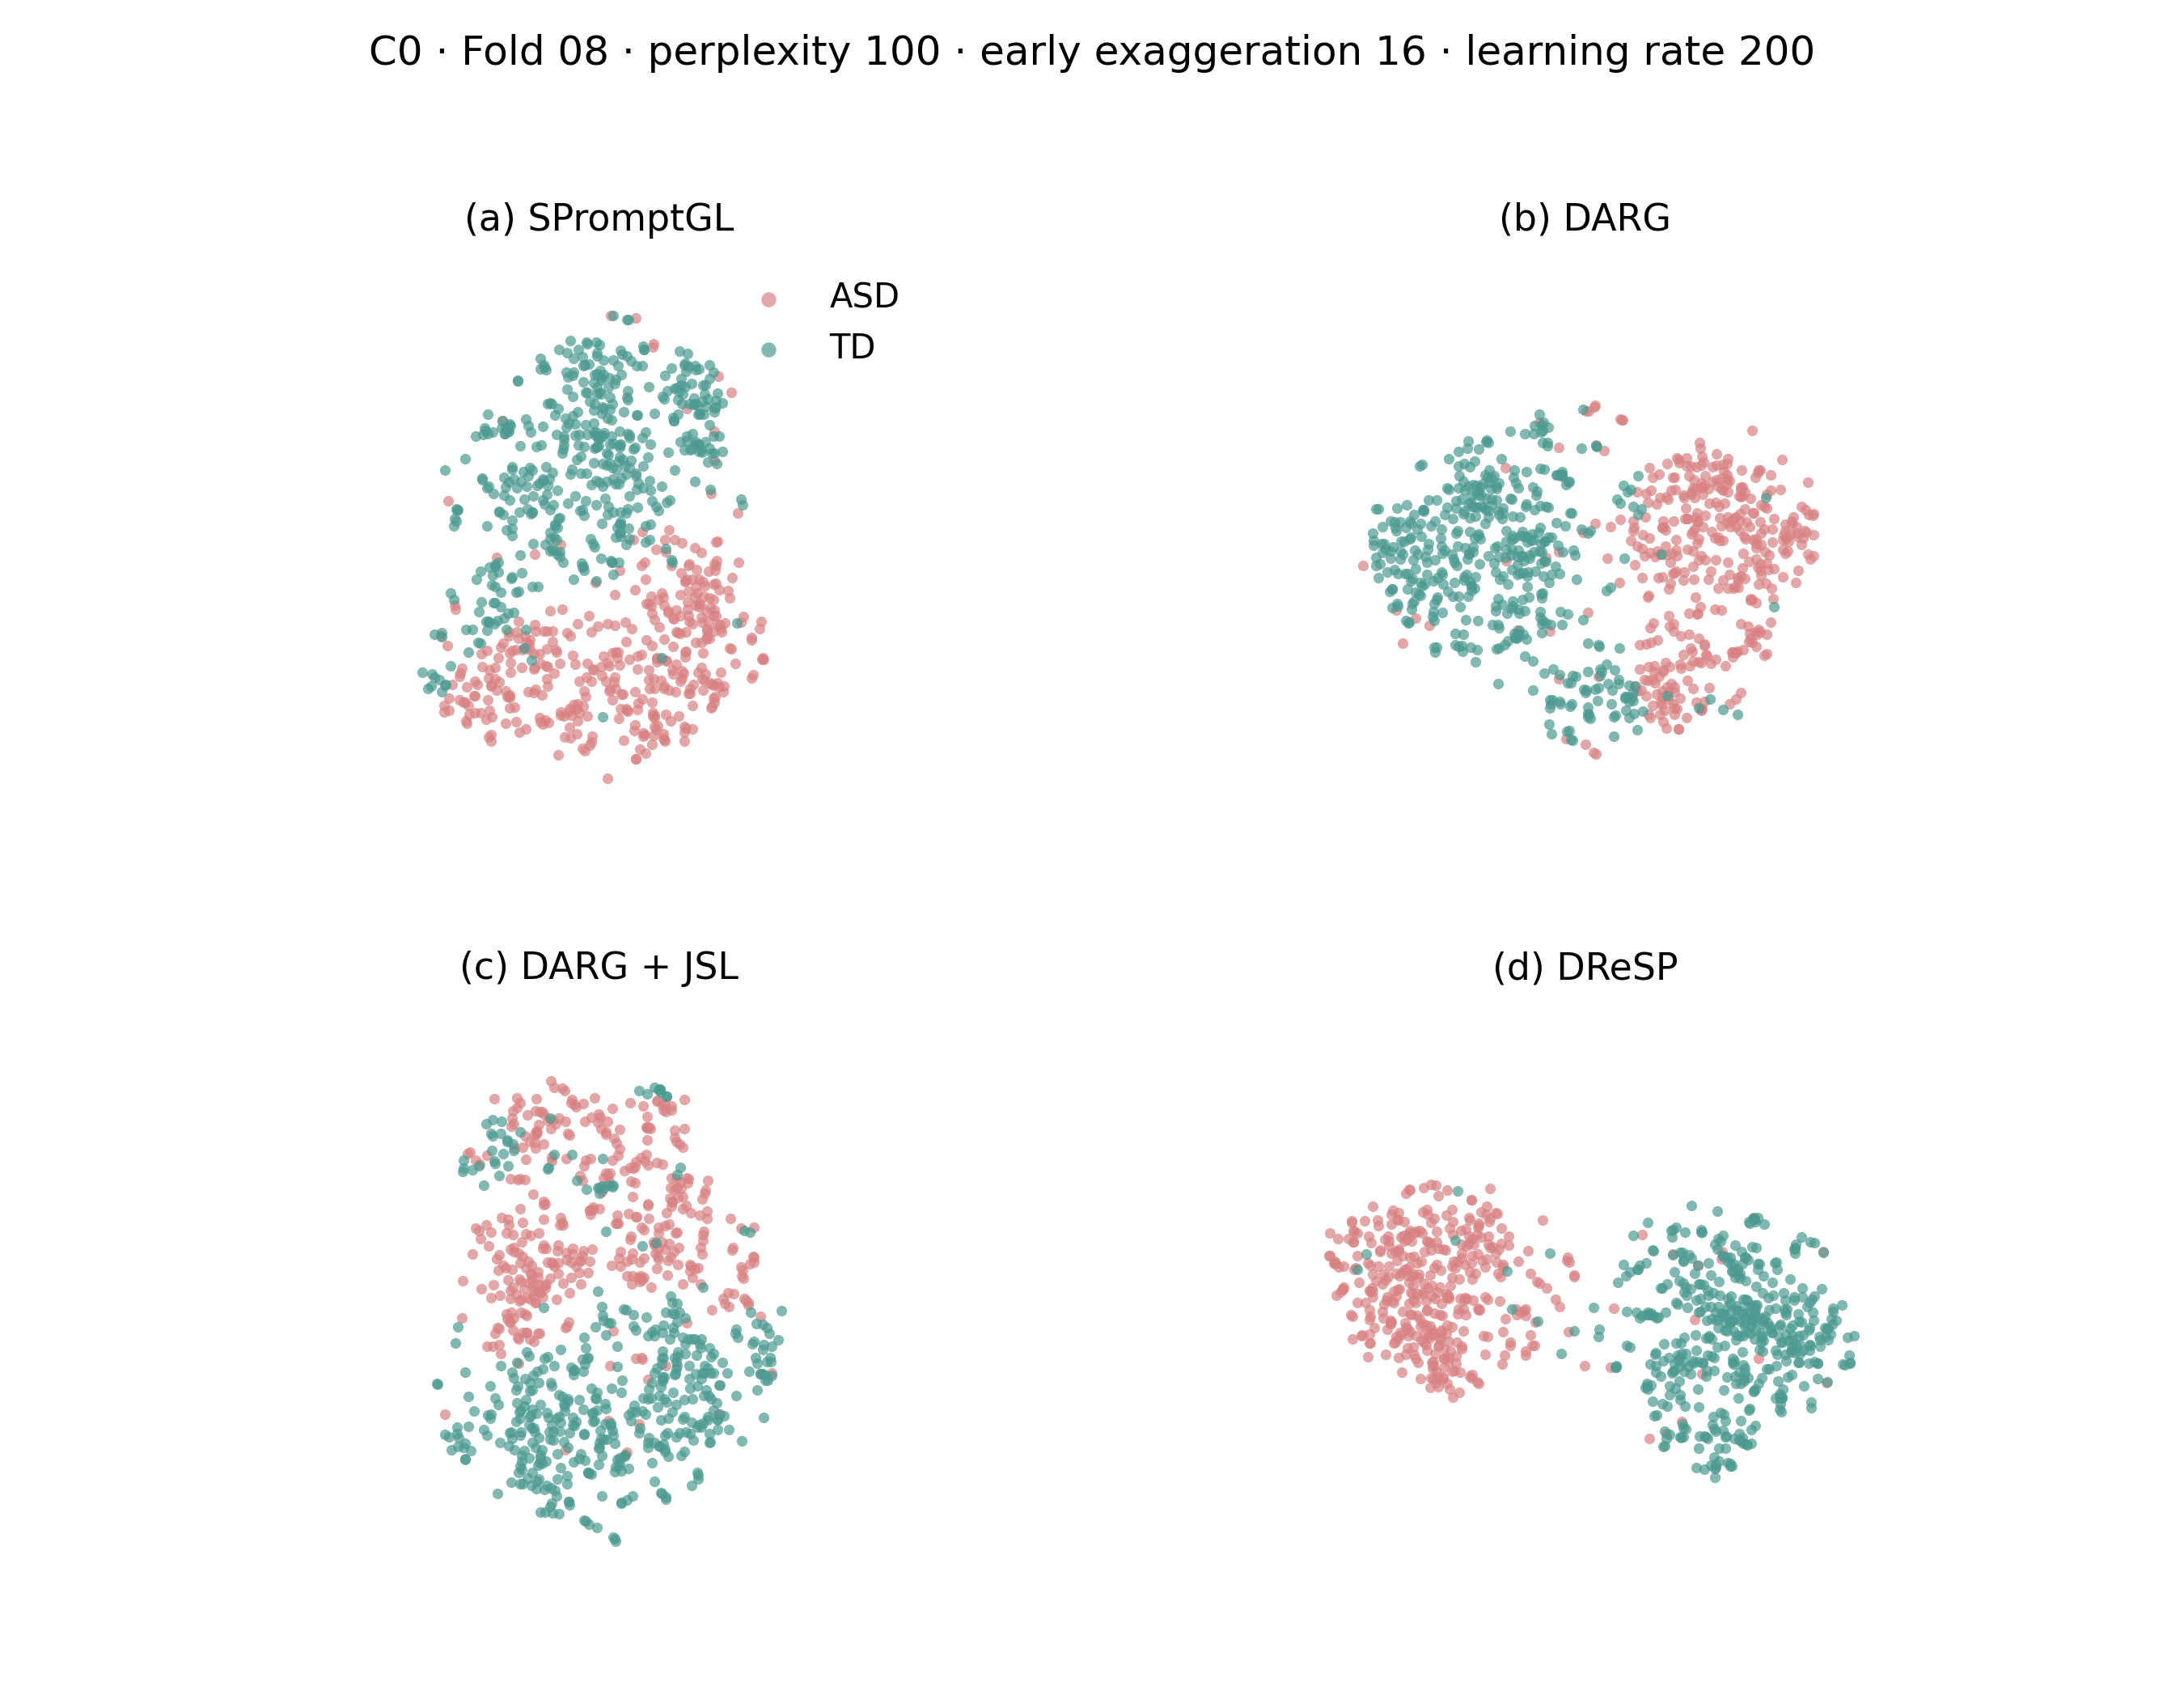 C0 · Fold 08 · perplexity 100 · early exaggeration 16 · learning rate 200
(a) SPromptGL
(b) DARG
ASD
TD
(c) DARG + JSL
(d) DReSP